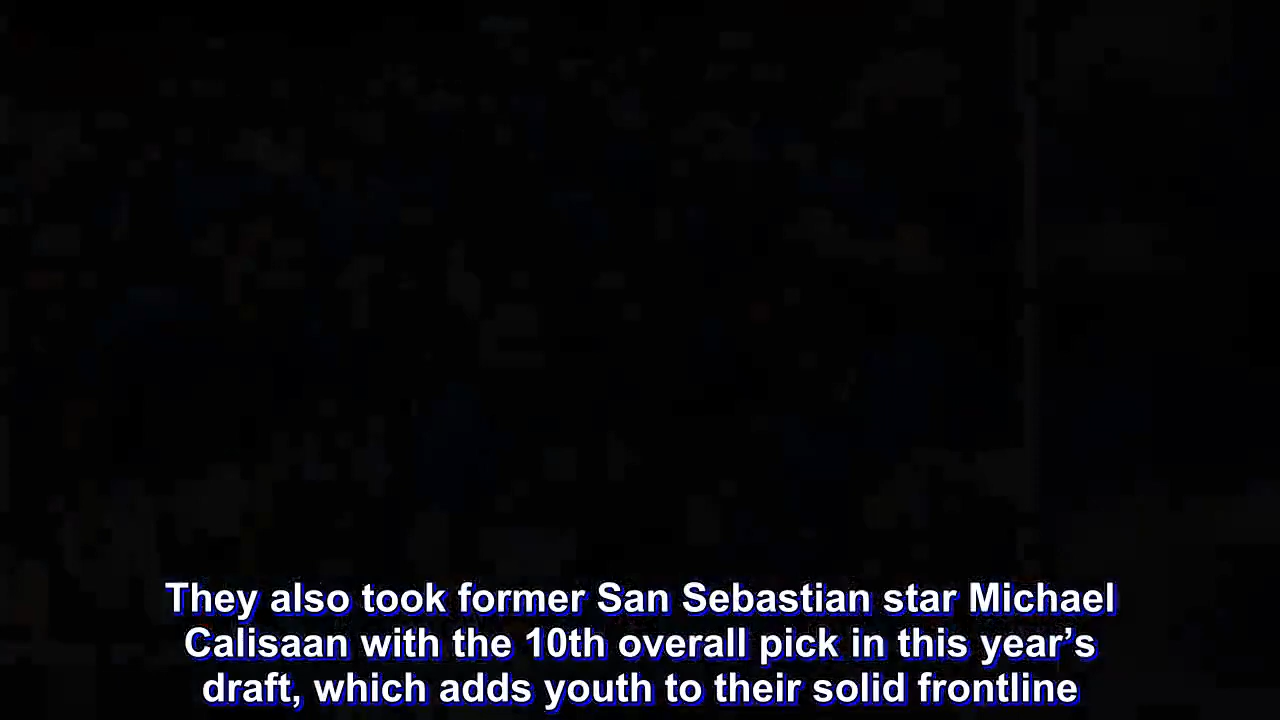 They also took former San Sebastian star Michael
Calisaan with the 10th overall pick in this year’s
draft, which adds youth to their solid frontline